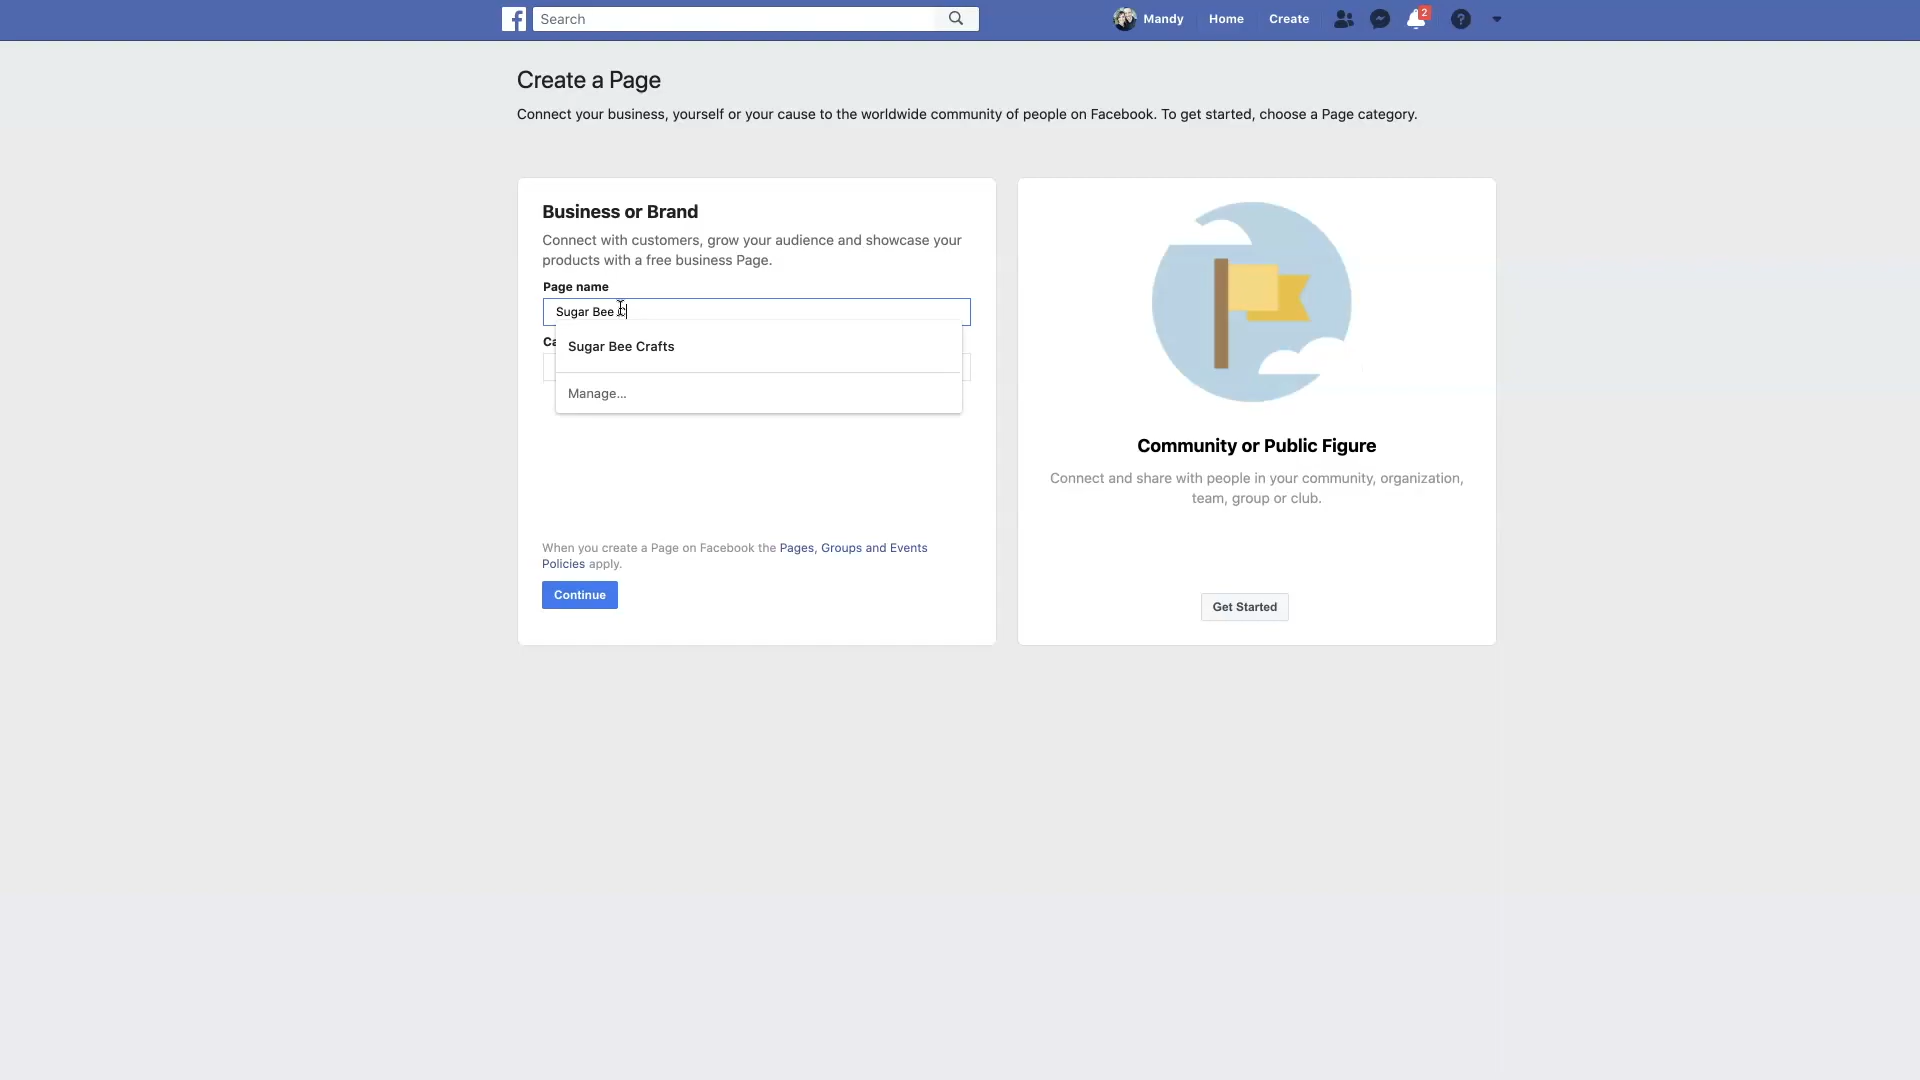 Search
Mandy
Home
Create
2
Create a Page
Connect your business, yourself or your cause to the worldwide community of people on Facebook. To get started, choose a Page category.
Business or Brand
Connect with customers, grow your audience and showcase your
products with a free business Page.
Page name
Sugar Bee C
Ca
Sugar Bee Crafts
Manage...
When you create a Page on Facebook the Pages, Groups and Events
Policies apply.
Continue
Community or Public Figure
Connect and share with people in your community, organization,
team, group or club.
Get Started